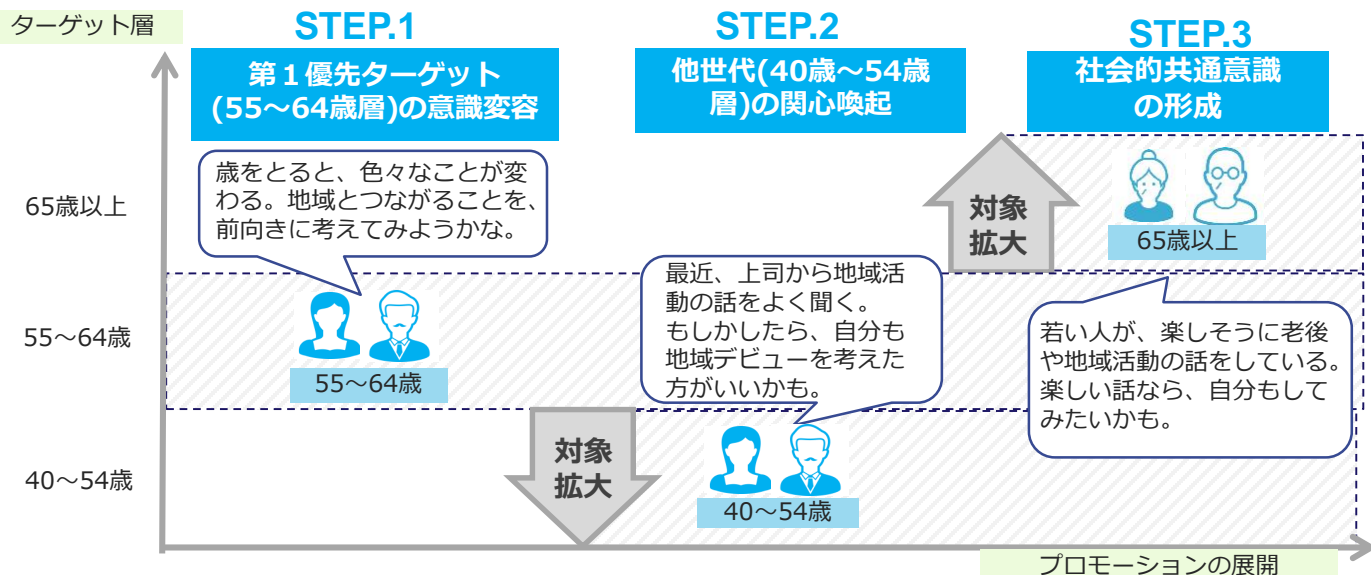 ターゲット層
STEP.1
第１優先ターゲット
(55～64歳層)の意識変容
STEP.2
他世代(40歳～54歳
層)の関心喚起
STEP.3
社会的共通意識
の形成
65歳以上
歳をとると、色々なことが変
わる。地域とつながることを、
前向きに考えてみようかな。
対象
拡大
65歳以上
55～64歳
55～64歳
最近、上司から地域活
動の話をよく聞く。
もしかしたら、自分も
地域デビューを考えた
方がいいかも。
若い人が、楽しそうに老後
や地域活動の話をしている。
楽しい話なら、自分もして
みたいかも。
40～54歳
対象
拡大
40～54歳
プロモーションの展開